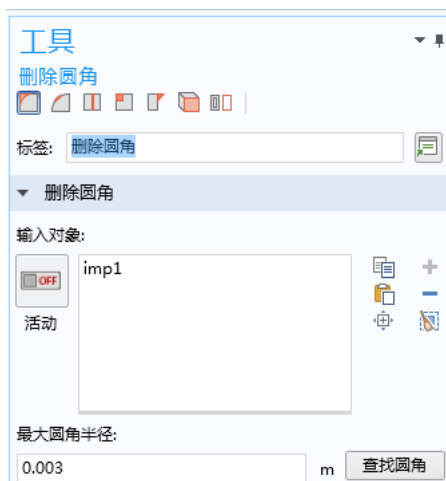 工具
删除圆角
标签: 删除圆角
删除圆角
输入对象:
OFF imp1
活动
最大圆角半径:
0.003 m 查找圆角